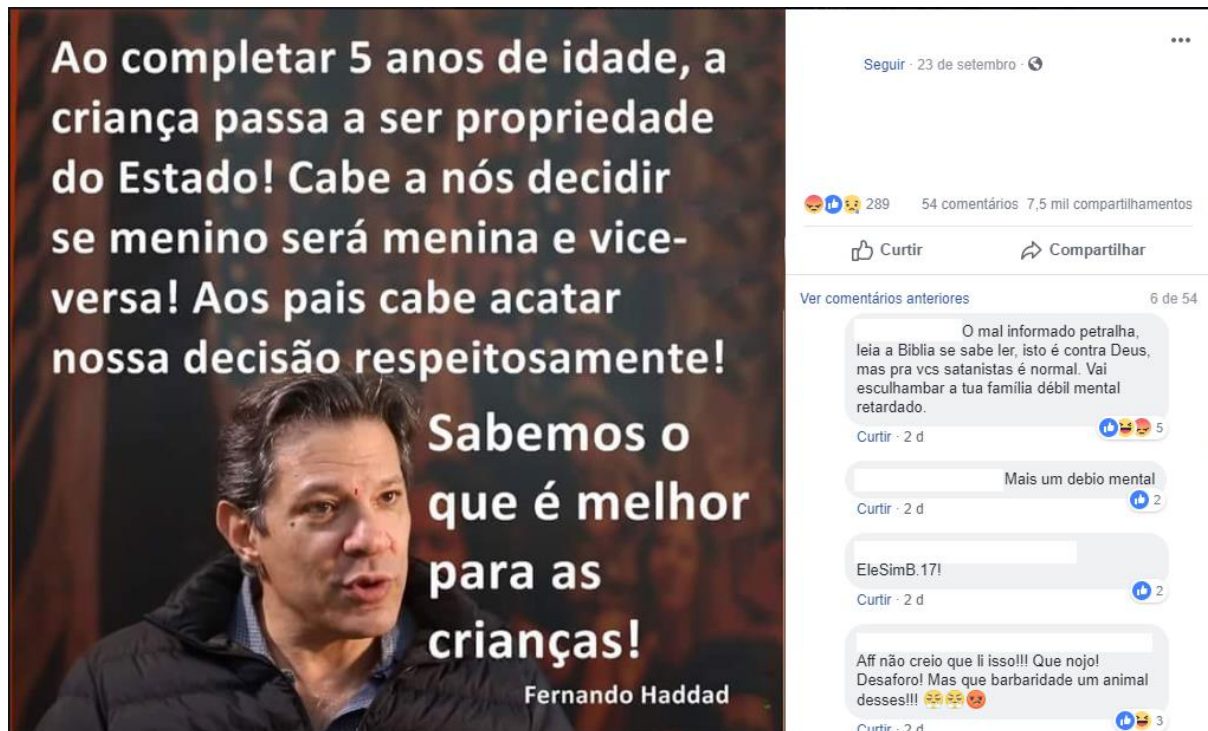 Ao completar 5 anos de idade, a
criança passa a ser propriedade
do Estado! Cabe a nós decidir
se menino será menina e vice-
versa! Aos pais cabe acatar
nossa decisão respeitosamente!
Sabemos o
que é melhor
para as
crianças!
Fernando Haddad
Seguir · 23 de setembro ·
289 54 comentários 7,5 mil compartilhamentos
Curtir Compartilhar
Ver comentários anteriores 6 de 54
O mal informado petralha,
leia a Biblia se sabe ler, isto é contra Deus,
mas pra vcs satanistas é normal. Vai
esculhambar a tua família débil mental
retardado.
Curtir · 2 d 5
Mais um debio mental
Curtir · 2 d 2
EleSimB.17!
Curtir · 2 d 2
Aff não creio que li isso!!! Que nojo!
Desaforo! Mas que barbaridade um animal
desses!!! 😤😤😡
Curtir · 2 d 3